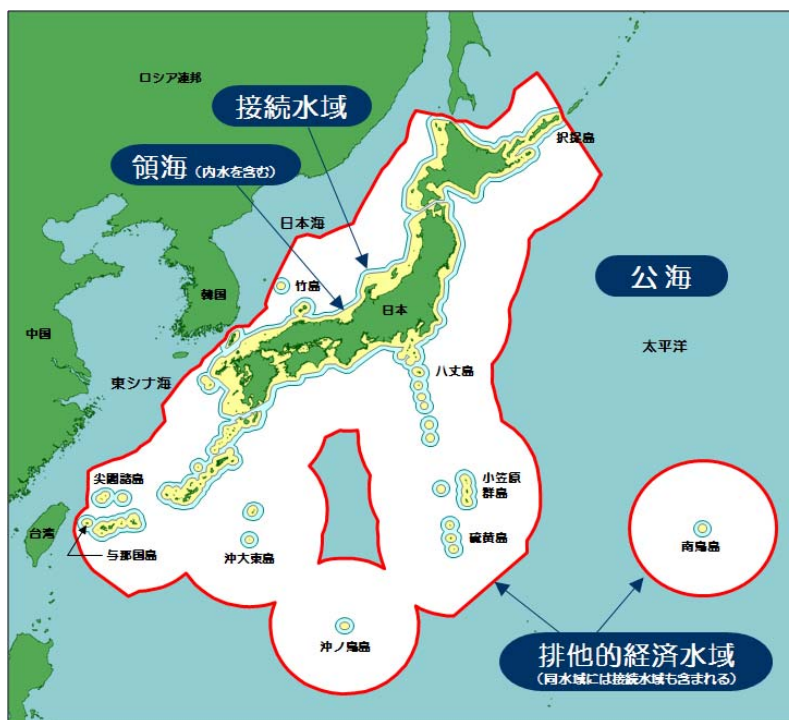 ロシア連邦
接続水域
択捉島
領海（内水を含む）
日本海
公海
竹島
韓国
日本
中国
太平洋
八丈島
東シナ海
尖閣諸島
小笠原
群島
台湾
与那国島
沖大東島
硫黄島
南鳥島
沖ノ鳥島
排他的経済水域
（同水域には接続水域も含まれる）